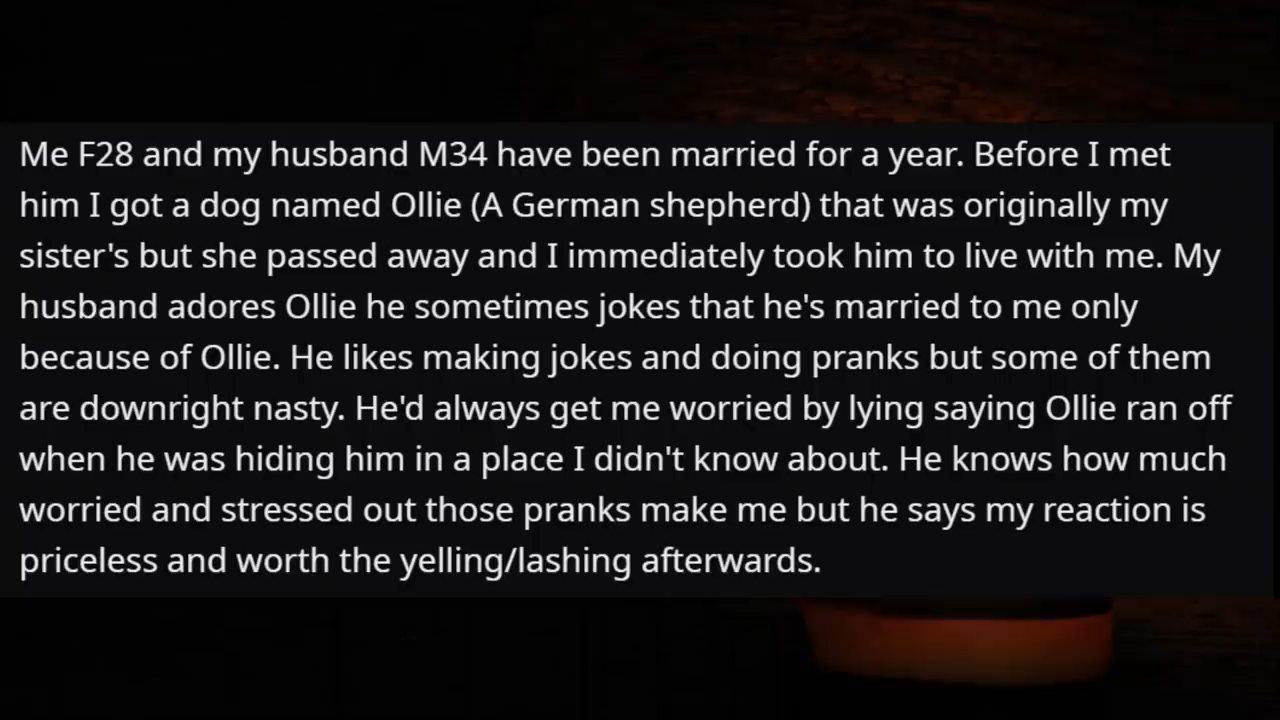 Me F28 and my husband M34 have been married for a year. Before I met
him I got a dog named Ollie (A German shepherd) that was originally my
sister's but she passed away and I immediately took him to live with me. My
husband adores Ollie he sometimes jokes that he's married to me only
because of Ollie. He likes making jokes and doing pranks but some of them
are downright nasty. He'd always get me worried by lying saying Ollie ran off
when he was hiding him in a place I didn't know about. He knows how much
worried and stressed out those pranks make me but he says my reaction is
priceless and worth the yelling/lashing afterwards.